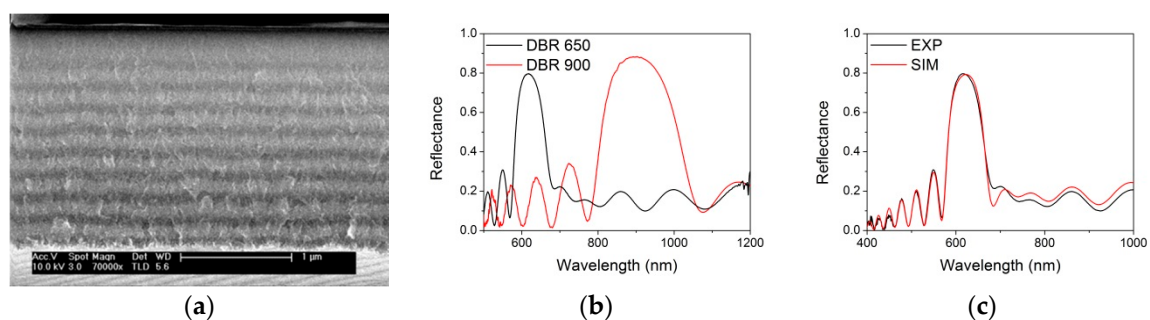 Acc.V Spot Magn Det WD
10.0 kV 3.0 70000x TLD 5.6 1 µm
(a)
Reflectance
1.0
0.8
0.6
0.4
0.2
0.0
DBR 650
DBR 900
600 800 1000 1200
Wavelength (nm)
(b)
Reflectance
1.0
0.8
0.6
0.4
0.2
0.0
EXP
SIM
400 500 600 700 800 900 1000
Wavelength (nm)
(c)